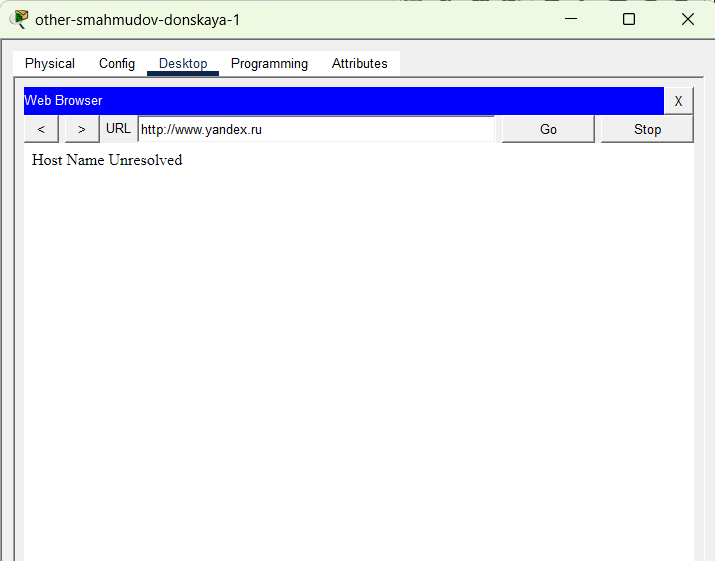 other-smahmudov-donskaya-1
Physical Config Desktop Programming Attributes
Web Browser X
< > URL http://www.yandex.ru Go Stop
Host Name Unresolved